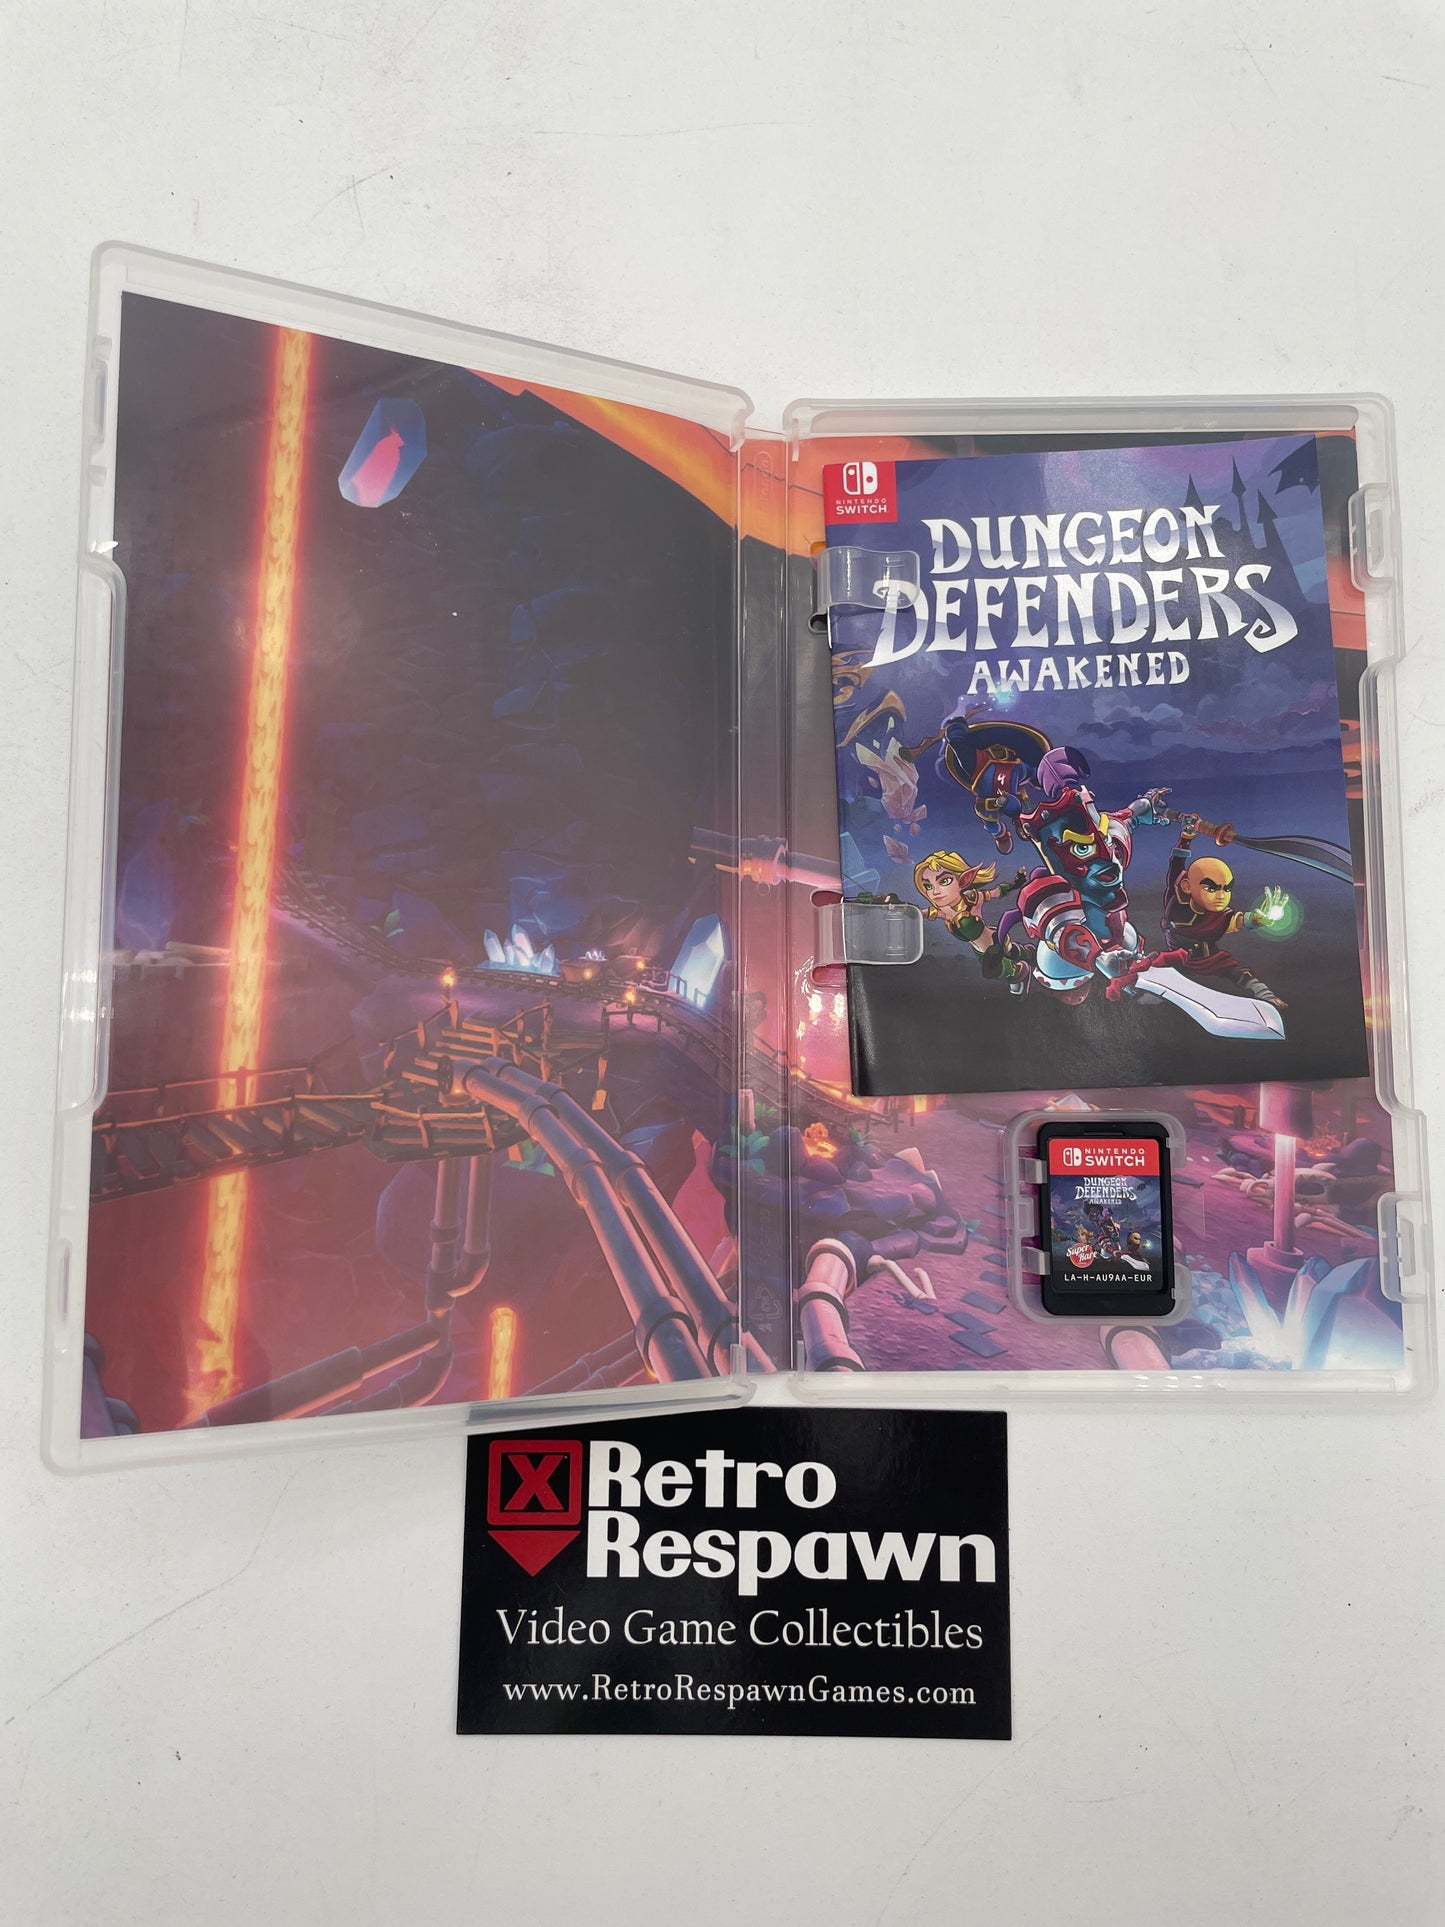 NINTENDO
SWITCH
DUNGEON
DEFENDERS
AWAKENED
NINTENDO
SWITCH
DUNGEON
DEFENDERS
AWAKENED
Super
Rare
LA-H-AU9AA-EUR
X Retro
Respawn
Video Game Collectibles
www.RetroRespawnGames.com